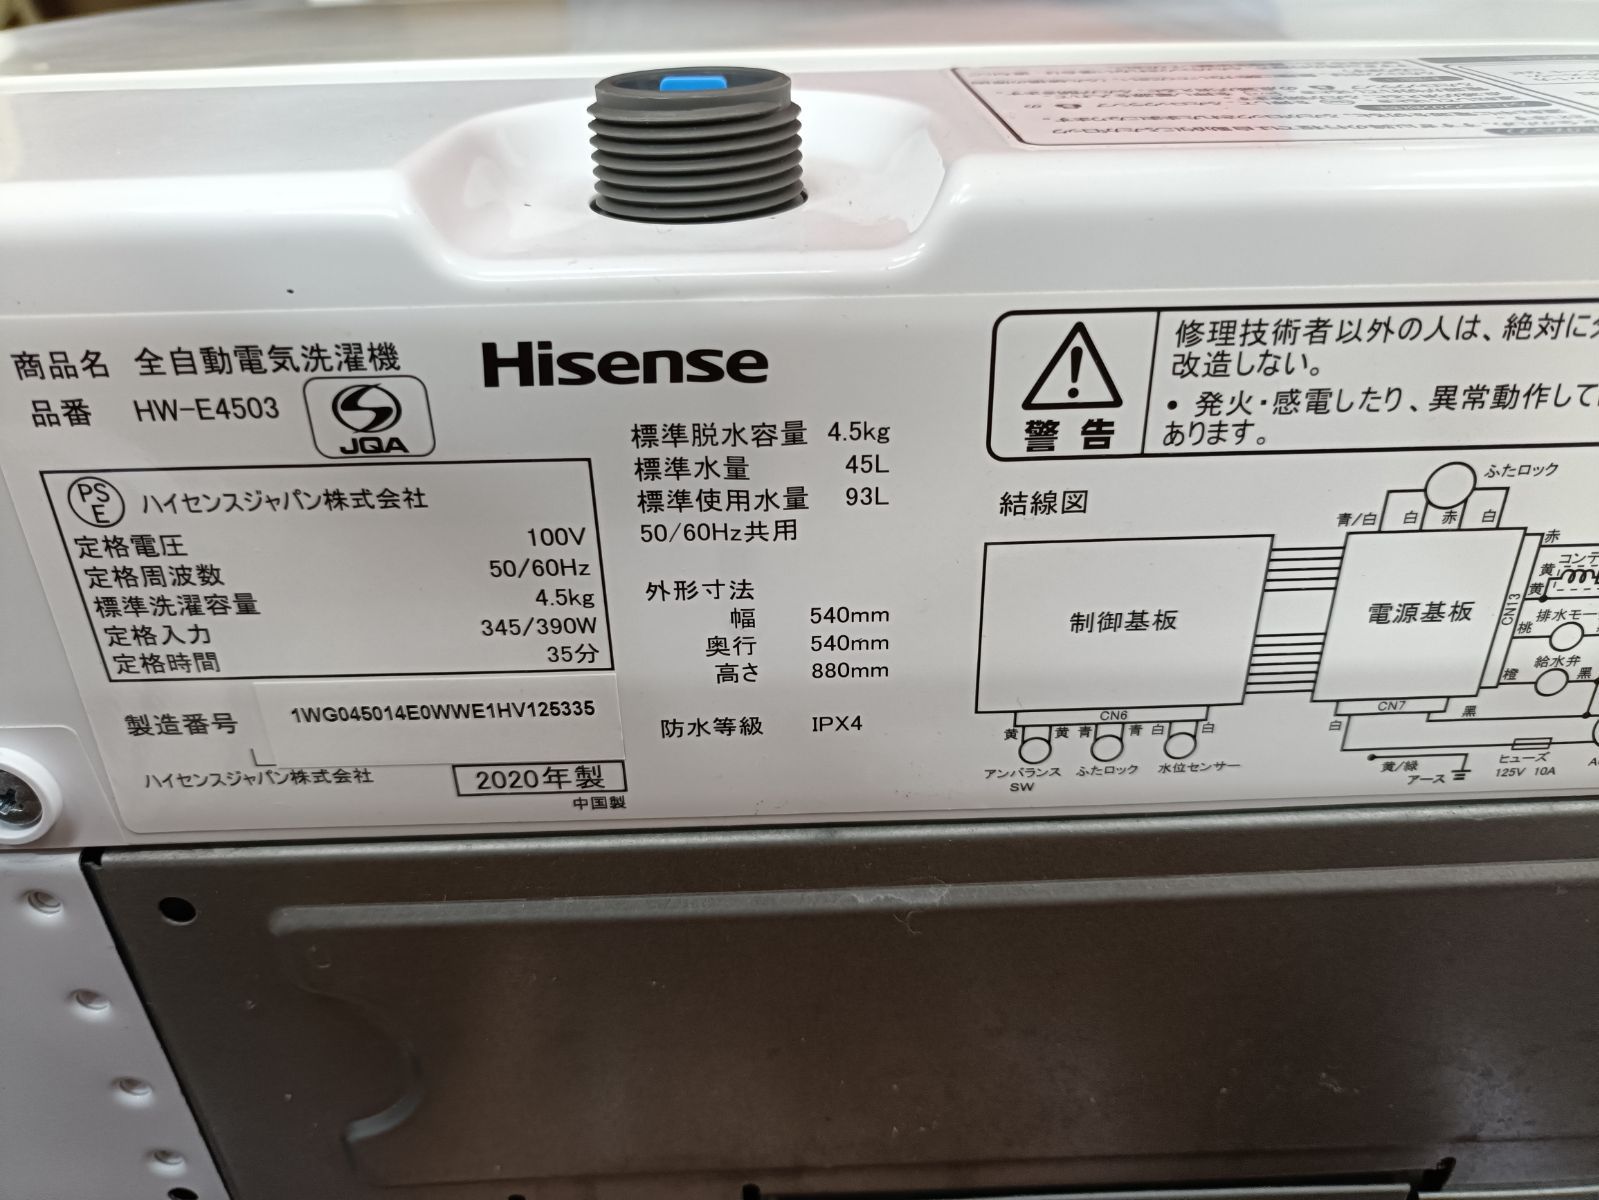 商品名 全自動電気洗濯機
品番 HW-E4503
JQA
Hisense
PS
E
ハイセンスジャパン株式会社
定格電圧 100V
定格周波数 50/60Hz
標準洗濯容量 4.5kg
定格入力 345/390W
定格時間 35分
製造番号 1WG045014E0WWE1HV125335
ハイセンスジャパン株式会社
2020年製
中国製
標準脱水容量 4.5kg
標準水量 45L
標準使用水量 93L
50/60Hz共用
外形寸法
幅 540mm
奥行 540mm
高さ 880mm
防水等級 IPX4
警告
修理技術者以外の人は、絶対に
改造しない。
• 発火・感電したり、異常動作して
あります。
結線図
ふたロック
青/白 白 赤 白
制御基板
電源基板
CN13
赤
黄
コンデ
黄
排水モー
桃
給水弁
橙 黒
CN6
CN7
黒
白
黄 黄 青 青 白 白
アンバランス ふたロック 水位センサー
SW
黄/緑
アース
ヒューズ
125V 10A